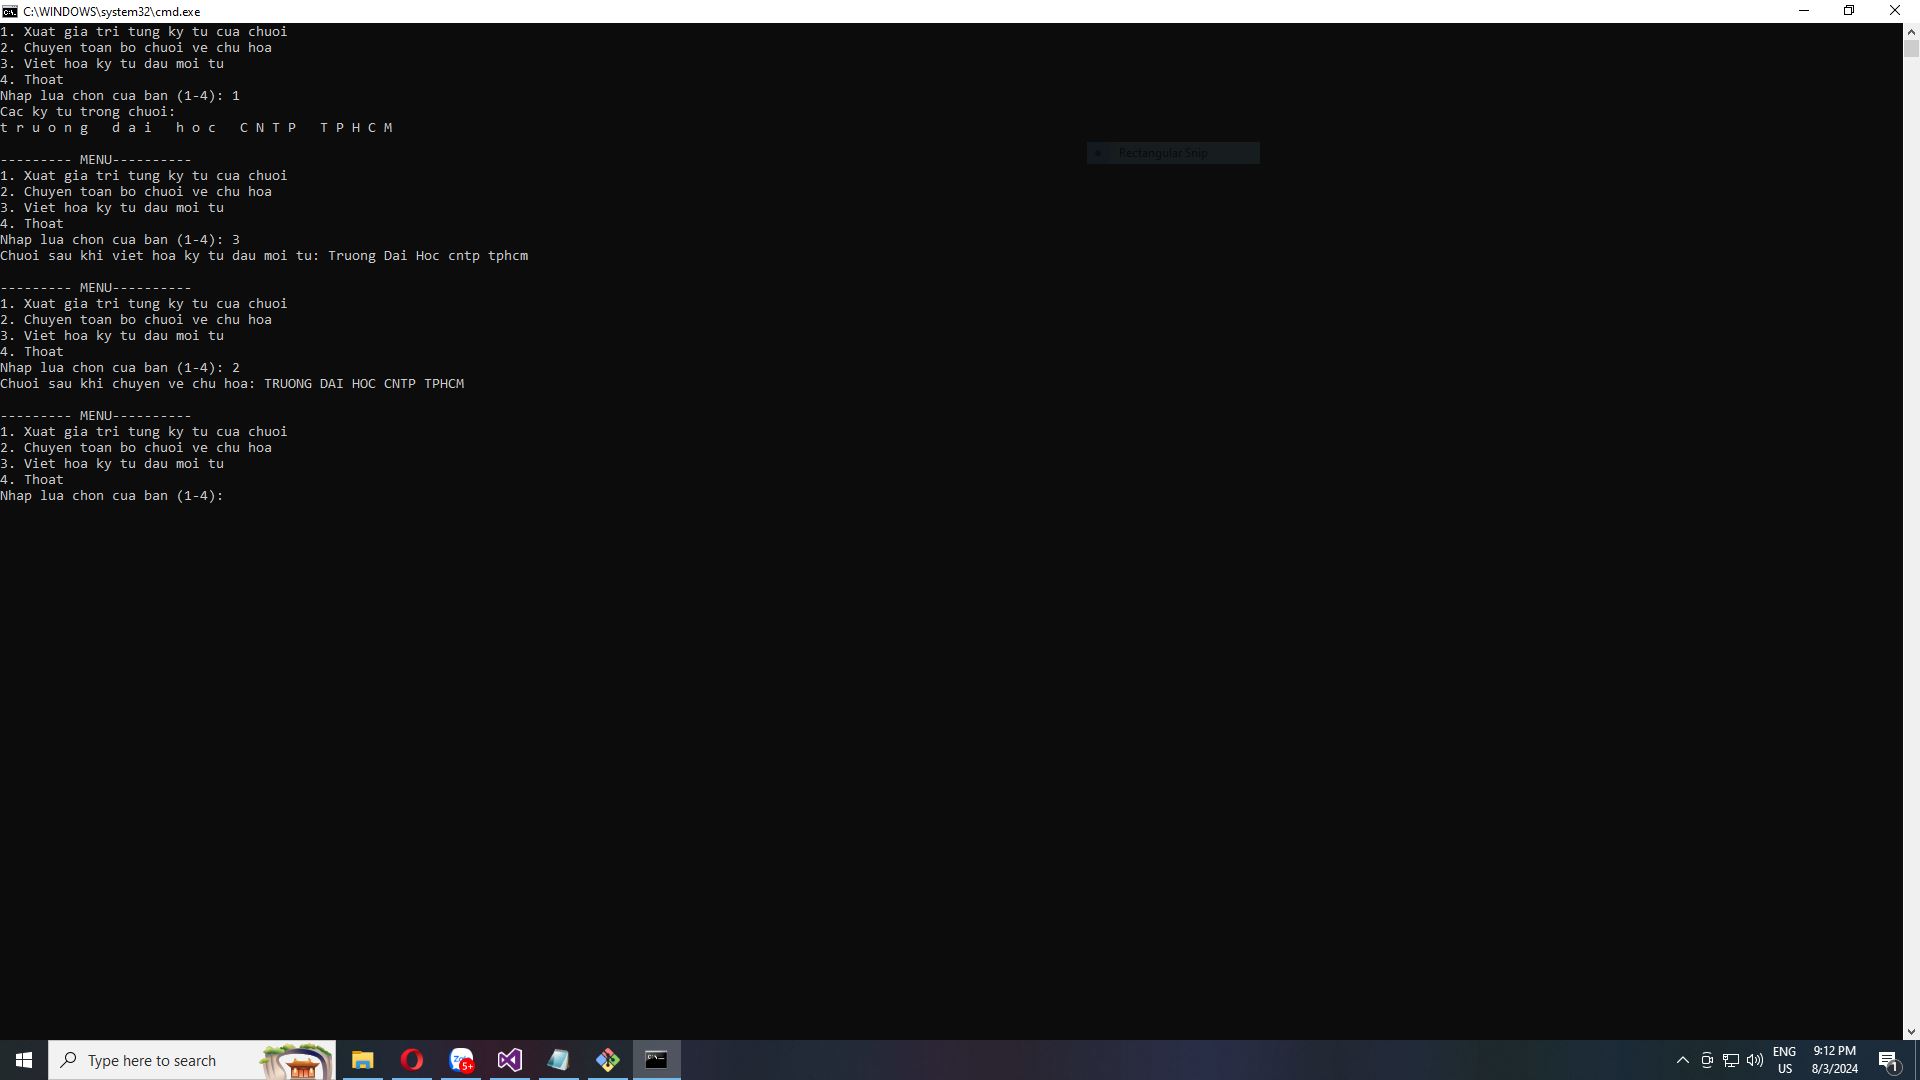 C:\WINDOWS\system32\cmd.exe
1. Xuat gia tri tung ky tu cua chuoi
2. Chuyen toan bo chuoi ve chu hoa
3. Viet hoa ky tu dau moi tu
4. Thoat
Nhap lua chon cua ban (1-4): 1
Cac ky tu trong chuoi:
t r u o n g   d a i   h o c   C N T P   T P H C M
Rectangular Snip
--------- MENU----------
1. Xuat gia tri tung ky tu cua chuoi
2. Chuyen toan bo chuoi ve chu hoa
3. Viet hoa ky tu dau moi tu
4. Thoat
Nhap lua chon cua ban (1-4): 3
Chuoi sau khi viet hoa ky tu dau moi tu: Truong Dai Hoc cntp tphcm
--------- MENU----------
1. Xuat gia tri tung ky tu cua chuoi
2. Chuyen toan bo chuoi ve chu hoa
3. Viet hoa ky tu dau moi tu
4. Thoat
Nhap lua chon cua ban (1-4): 2
Chuoi sau khi chuyen ve chu hoa: TRUONG DAI HOC CNTP TPHCM
--------- MENU----------
1. Xuat gia tri tung ky tu cua chuoi
2. Chuyen toan bo chuoi ve chu hoa
3. Viet hoa ky tu dau moi tu
4. Thoat
Nhap lua chon cua ban (1-4):
Type here to search
5+
ENG
US
9:12 PM
8/3/2024
1